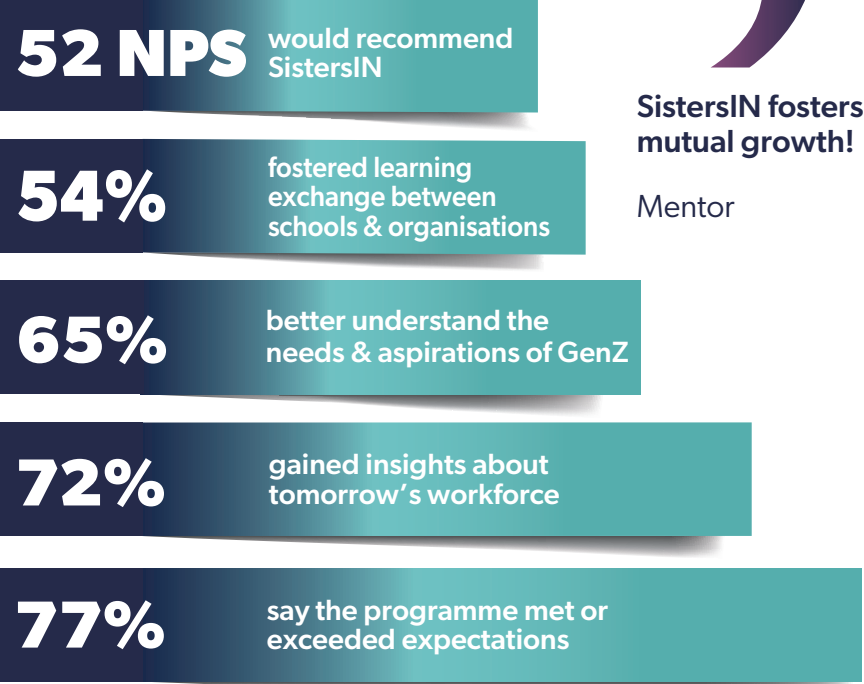 52 NPS
would recommend
SistersIN
54%
fostered learning
exchange between
schools & organisations
65%
better understand the
needs & aspirations of GenZ
72%
gained insights about
tomorrow’s workforce
77%
say the programme met or
exceeded expectations
SistersIN fosters
mutual growth!
Mentor